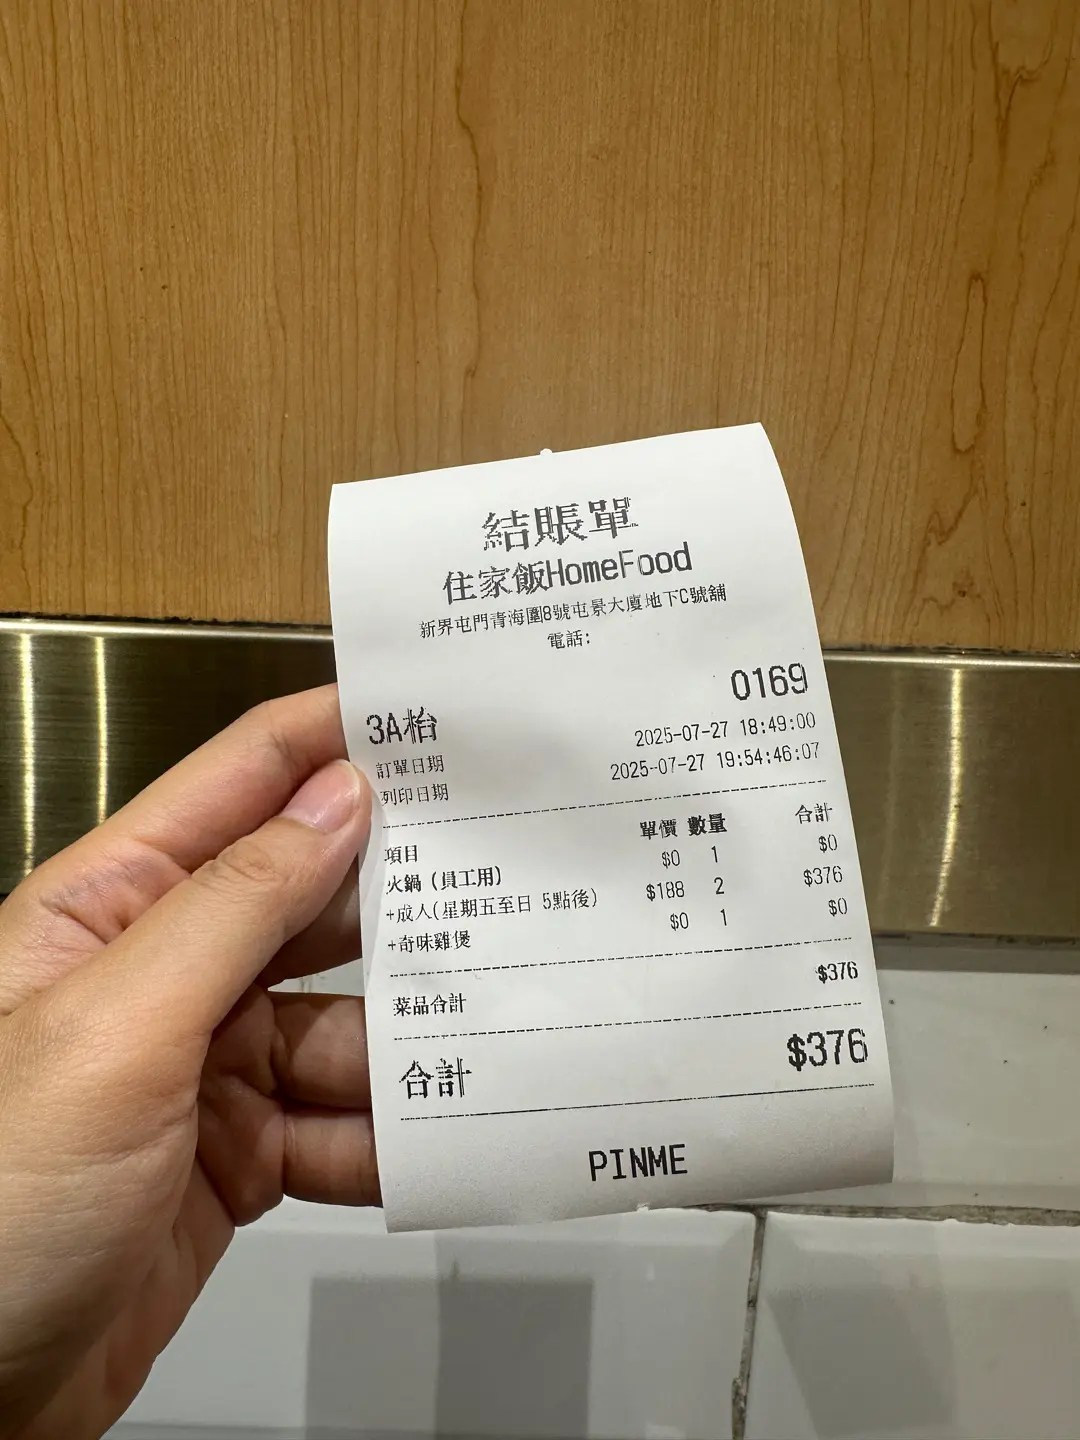 結賬單
住家飯HomeFood
新界屯門青海圍8號屯景大廈地下C號舖
電話:
0169
3A枱
訂單日期 2025-07-27 18:49:00
列印日期 2025-07-27 19:54:46:07
項目 單價 數量 合計
火鍋（員工用） $0 1 $0
+成人(星期五至日 5點後) $188 2 $376
+奇味雞煲 $0 1 $0
菜品合計 $376
合計 $376
PINME